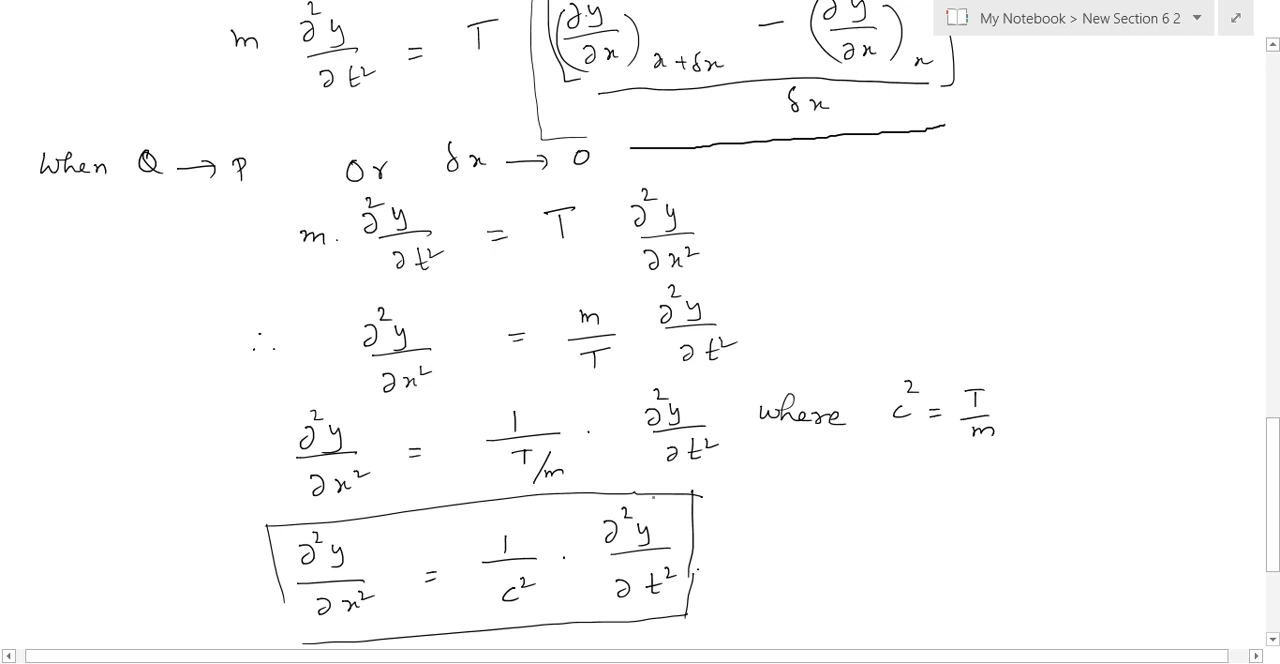 My Notebook > New Section 6 2
m ∂²y/∂t² = T [(∂y/∂x)ₓ₊δₓ − (∂y/∂x)ₓ]/δx
When Q → P Or δx → 0
m. ∂²y/∂t² = T ∂²y/∂x²
∴ ∂²y/∂x² = m/T ∂²y/∂t²
∂²y/∂x² = 1/(T/m) . ∂²y/∂t² where c² = T/m
∂²y/∂x² = 1/c² . ∂²y/∂t²